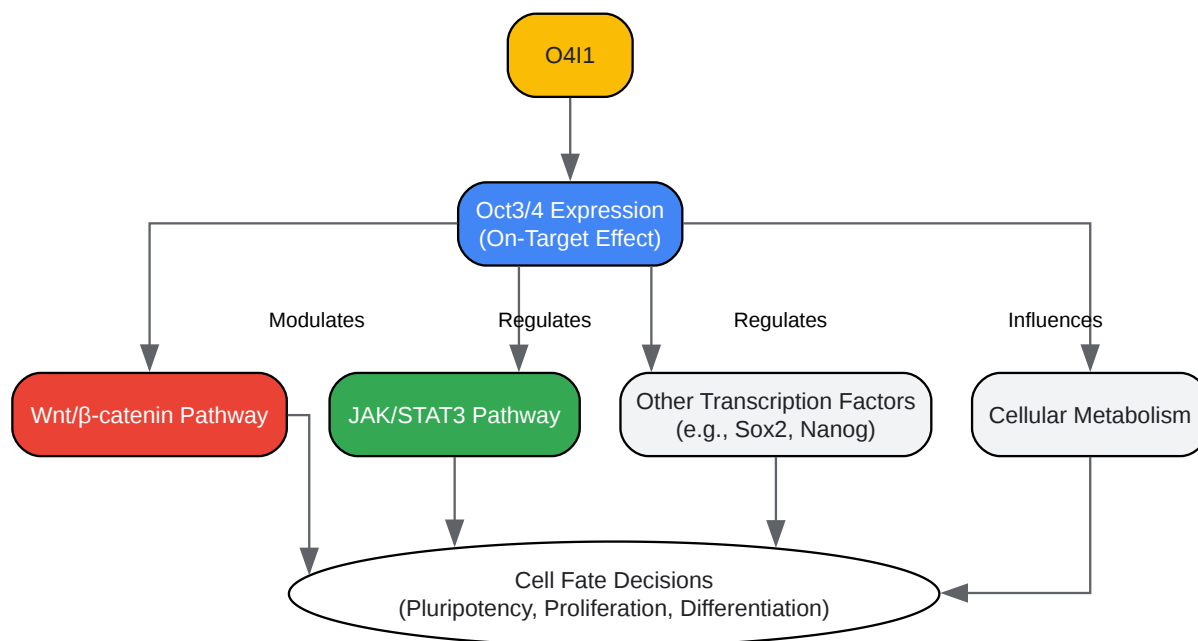 O4I1
Oct3/4 Expression
(On-Target Effect)
Modulates
Regulates
Regulates
Influences
Wnt/β-catenin Pathway
JAK/STAT3 Pathway
Other Transcription Factors
(e.g., Sox2, Nanog)
Cellular Metabolism
Cell Fate Decisions
(Pluripotency, Proliferation, Differentiation)